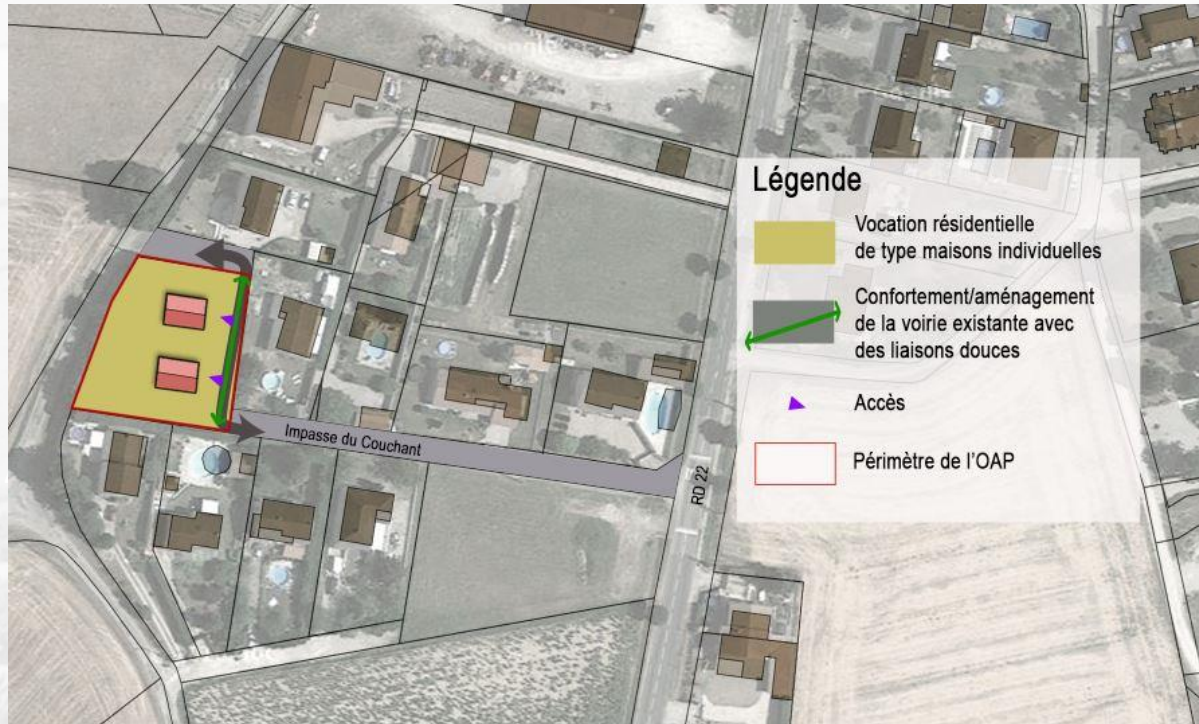 Légende
Vocation résidentielle
de type maisons individuelles
Confortement/aménagement
de la voirie existante avec
des liaisons douces
Accès
Périmètre de l'OAP
Impasse du Couchant
RD 22